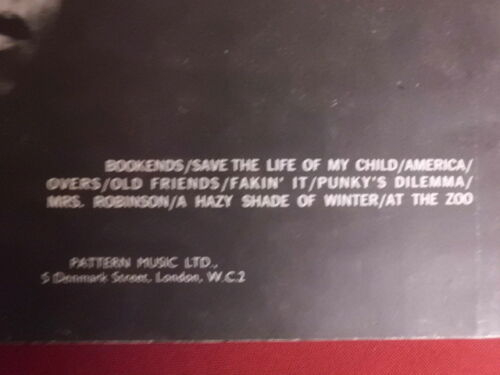 BOOKENDS/SAVE THE LIFE OF MY CHILD/AMERICA/
OVERS/OLD FRIENDS/FAKIN' IT/PUNKY'S DILEMMA/
MRS. ROBINSON/A HAZY SHADE OF WINTER/AT THE ZOO
PATTERN MUSIC LTD.,
5 Denmark Street, London, W.C.2